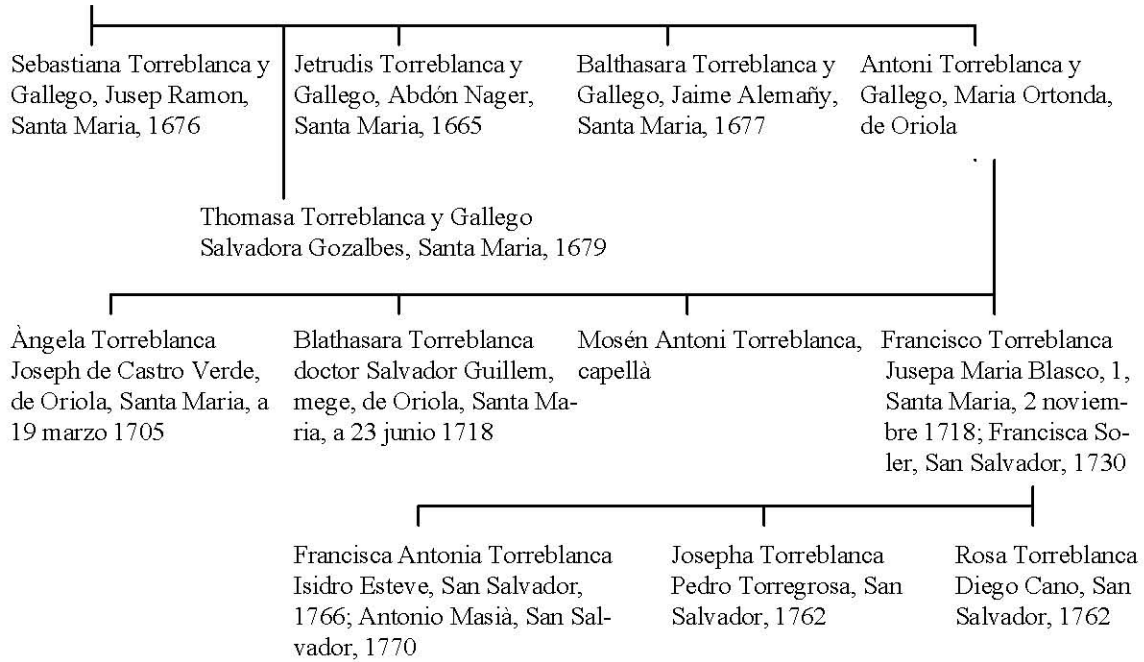 Sebastiana Torreblanca y
Gallego, Jusep Ramon,
Santa Maria, 1676
Jetrudis Torreblanca y
Gallego, Abdón Nager,
Santa Maria, 1665
Balthasara Torreblanca y
Gallego, Jaime Alemañy,
Santa Maria, 1677
Antoni Torreblanca y
Gallego, Maria Ortonda,
de Oriola
Thomasa Torreblanca y Gallego
Salvadora Gozalbes, Santa Maria, 1679
Àngela Torreblanca
Joseph de Castro Verde,
de Oriola, Santa Maria, a
19 marzo 1705
Blathasara Torreblanca
doctor Salvador Guillem,
mege, de Oriola, Santa Ma-
ria, a 23 junio 1718
Mosén Antoni Torreblanca,
capellà
Francisco Torreblanca
Jusepa Maria Blasco, 1,
Santa Maria, 2 noviem-
bre 1718; Francisca So-
ler, San Salvador, 1730
Francisca Antonia Torreblanca
Isidro Esteve, San Salvador,
1766; Antonio Masià, San Sal-
vador, 1770
Josepha Torreblanca
Pedro Torregrosa, San
Salvador, 1762
Rosa Torreblanca
Diego Cano, San
Salvador, 1762